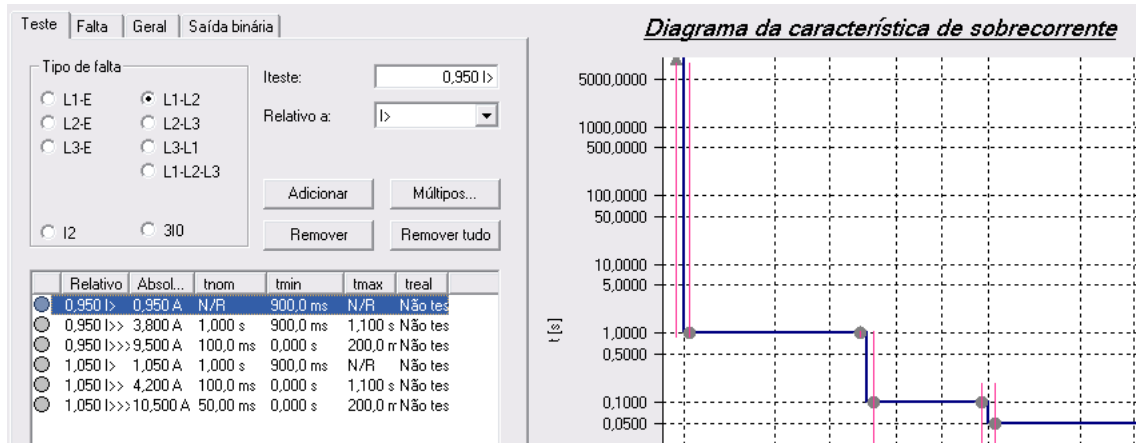 Teste Falta Geral Saída binária
Tipo de falta
L1-E L1-L2
L2-E L2-L3
L3-E L3-L1
L1-L2-L3
I2 3I0
Iteste: 0,950 I>
Relativo a: I>
Adicionar Múltipos...
Remover Remover tudo
Relativo Absol... tnom tmin tmax treal
0,950 I> 0,950 A N/R 900,0 ms N/R Não tes
0,950 I>> 3,800 A 1,000 s 900,0 ms 1,100 s Não tes
0,950 I>>> 9,500 A 100,0 ms 0,000 s 200,0 m Não tes
1,050 I> 1,050 A 1,000 s 900,0 ms N/R Não tes
1,050 I>> 4,200 A 100,0 ms 0,000 s 1,100 s Não tes
1,050 I>>> 10,500 A 50,00 ms 0,000 s 200,0 m Não tes
Diagrama da característica de sobrecorrente
5000,0000
1000,0000
500,0000
100,0000
50,0000
10,0000
5,0000
1,0000
0,5000
0,1000
0,0500
t [s]